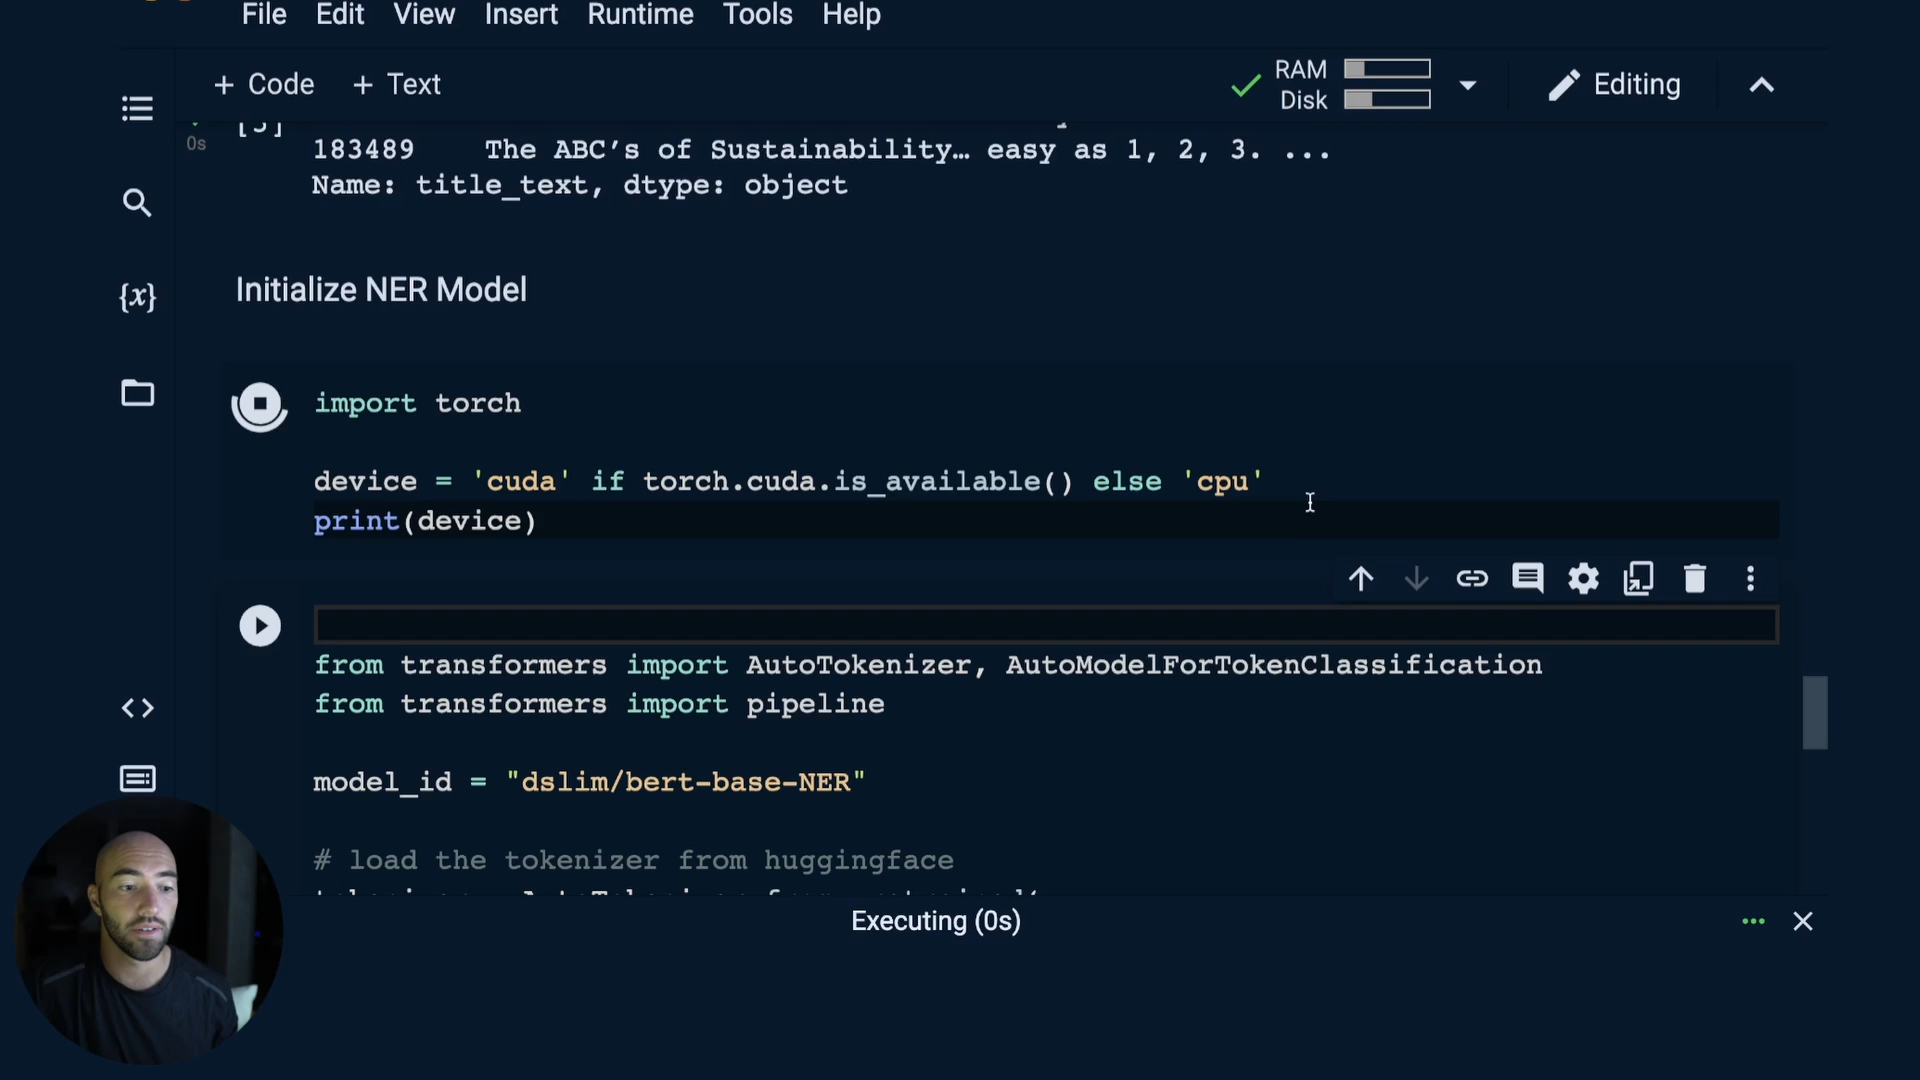 File Edit View Insert Runtime Tools Help
+ Code + Text
RAM
Disk
Editing
0s
183489 The ABC’s of Sustainability… easy as 1, 2, 3. ...
Name: title_text, dtype: object
{x}
Initialize NER Model
import torch
device = 'cuda' if torch.cuda.is_available() else 'cpu'
print(device)
from transformers import AutoTokenizer, AutoModelForTokenClassification
from transformers import pipeline
model_id = "dslim/bert-base-NER"
# load the tokenizer from huggingface
Executing (0s)